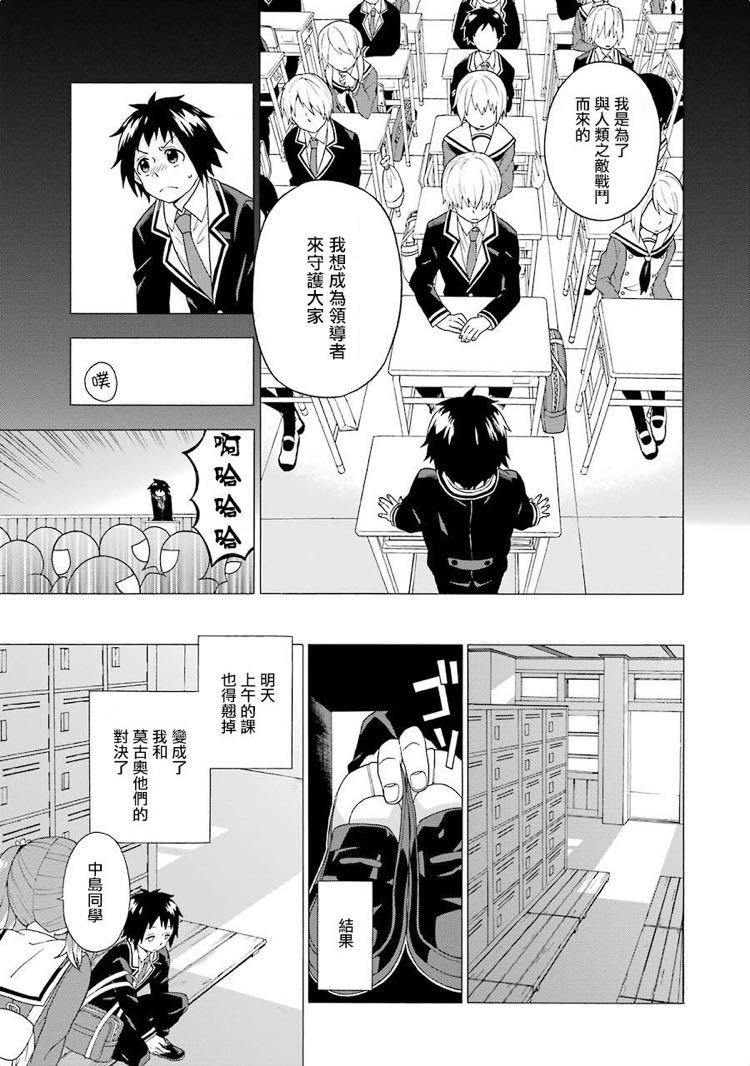 我是為了
與人類之敵戰鬥
而來的
我想成為領導者
來守護大家
噗
啊哈哈哈
ゴソ
結果
明天
上午的課
也得翹掉
變成了
我和
莫古奧他們的
對決了
中島同學